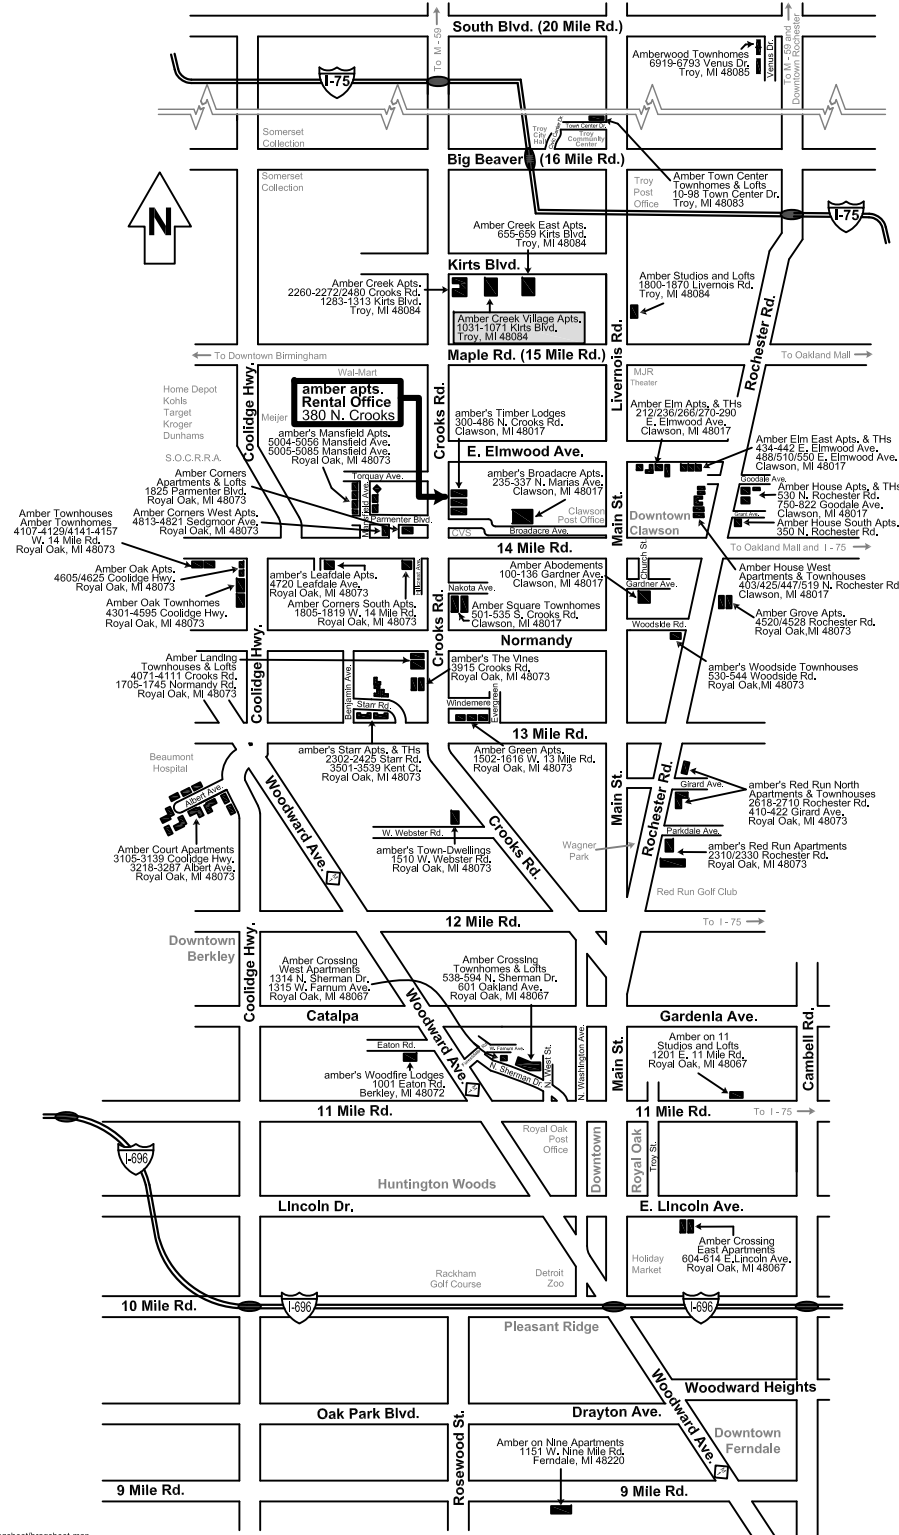 South Blvd. (20 Mile Rd.)
To M - 59
To M - 59 and
Downtown Rochester
Amberwood Townhomes
6919-6793 Venus Dr.
Troy, MI 48085
Venus Dr.
I-75
Somerset
Collection
Troy
City
Hall
Civic Center Dr.
Town Center Dr.
Troy
Community
Center
Big Beaver (16 Mile Rd.)
Somerset
Collection
Troy
Post
Office
Amber Town Center
Townhomes & Lofts
10-98 Town Center Dr.
Troy, MI 48083
N
I-75
Amber Creek East Apts.
655-659 Kirts Blvd.
Troy, MI 48084
Kirts Blvd.
Amber Creek Apts.
2260-2272/2480 Crooks Rd.
1283-1313 Kirts Blvd.
Troy, MI 48084
Amber Studios and Lofts
1800-1870 Livernois Rd.
Troy, MI 48084
Amber Creek Village Apts.
1031-1071 Kirts Blvd.
Troy, MI 48084
Livernois Rd.
Rochester Rd.
To Downtown Birmingham
Maple Rd. (15 Mile Rd.)
To Oakland Mall
Wal-Mart
MJR
Theater
Home Depot
Kohls
Target
Kroger
Dunhams
Meijer
S.O.C.R.R.A.
Coolidge Hwy.
Crooks Rd.
amber apts.
Rental Office
380 N. Crooks
amber's Timber Lodges
300-486 N. Crooks Rd.
Clawson, MI 48017
Amber Elm Apts. & THs
212/236/266/270-290
E. Elmwood Ave.
Clawson, MI 48017
amber's Mansfield Apts.
5004-5056 Mansfield Ave.
5005-5085 Mansfield Ave.
Royal Oak, MI 48073
E. Elmwood Ave.
Amber Elm East Apts. & THs
434-442 E. Elmwood Ave.
488/510/550 E. Elmwood Ave.
Clawson, MI 48017
Amber Corners
Apartments & Lofts
1825 Parmenter Blvd.
Royal Oak, MI 48073
Torquay Ave.
Mansfield Ave.
Parmenter Blvd.
amber's Broadacre Apts.
235-337 N. Marias Ave.
Clawson, MI 48017
Goodale Ave.
Amber House Apts. & THs
530 N. Rochester Rd.
750-822 Goodale Ave.
Clawson, MI 48017
Grant Ave.
Amber House South Apts.
350 N. Rochester Rd.
Amber Townhouses
Amber Townhomes
4107-4129/4141-4157
W. 14 Mile Rd.
Royal Oak, MI 48073
Amber Corners West Apts.
4813-4821 Sedgmoor Ave.
Royal Oak, MI 48073
Clawson
Post Office
CVS
Broadacre Ave.
Main St.
Downtown
Clawson
14 Mile Rd.
To Oakland Mall and I - 75
Amber Oak Apts.
4605/4625 Coolidge Hwy.
Royal Oak, MI 48073
amber's Leafdale Apts.
4720 Leafdale Ave.
Royal Oak, MI 48073
Amber Abodements
100-136 Gardner Ave.
Clawson, MI 48017
Church St.
Gardner Ave.
Amber House West
Apartments & Townhouses
403/425/447/519 N. Rochester Rd.
Clawson, MI 48017
Nakota Ave.
Amber Oak Townhomes
4301-4595 Coolidge Hwy.
Royal Oak, MI 48073
Amber Corners South Apts.
1805-1819 W. 14 Mile Rd.
Royal Oak, MI 48073
Amber Square Townhomes
501-535 S. Crooks Rd.
Clawson, MI 48017
Amber Grove Apts.
4520/4528 Rochester Rd.
Royal Oak,MI 48073
Woodside Rd.
Coolidge Hwy.
Crooks Rd.
Normandy
Amber Landing
Townhouses & Lofts
4071-4111 Crooks Rd.
1705-1745 Normandy Rd.
Royal Oak, MI 48073
Benjamin Ave.
Starr Rd.
amber's The Vines
3915 Crooks Rd.
Royal Oak, MI 48073
amber's Woodside Townhouses
530-544 Woodside Rd.
Royal Oak,MI 48073
Windemere
Evergreen
13 Mile Rd.
Beaumont
Hospital
amber's Starr Apts. & THs
2302-2425 Starr Rd.
3501-3539 Kent Ct.
Royal Oak, MI 48073
Amber Green Apts.
1502-1616 W. 13 Mile Rd.
Royal Oak, MI 48073
Main St.
Rochester Rd.
Girard Ave.
amber's Red Run North
Apartments & Townhouses
2618-2710 Rochester Rd.
410-422 Girard Ave.
Royal Oak, MI 48073
Albert Ave.
Woodward Ave.
Crooks Rd.
W. Webster Rd.
Parkdale Ave.
Amber Court Apartments
3105-3139 Coolidge Hwy.
3218-3287 Albert Ave.
Royal Oak, MI 48073
amber's Town-Dwellings
1510 W. Webster Rd.
Royal Oak, MI 48073
Wagner
Park
amber's Red Run Apartments
2310/2330 Rochester Rd.
Royal Oak, MI 48073
Red Run Golf Club
12 Mile Rd.
To I - 75
Downtown
Berkley
Coolidge Hwy.
Amber Crossing
West Apartments
1314 N. Sherman Dr.
1315 W. Farnum Ave.
Royal Oak, MI 48067
Amber Crossing
Townhomes & Lofts
538-594 N. Sherman Dr.
601 Oakland Ave.
Royal Oak, MI 48067
Woodward Ave.
Catalpa
Gardenia Ave.
Cambell Rd.
Eaton Rd.
W. Farnum Ave.
N. Sherman Dr.
N. West St.
N. Washington Ave.
Main St.
Amber on 11
Studios and Lofts
1201 E. 11 Mile Rd.
Royal Oak, MI 48067
amber's Woodfire Lodges
1001 Eaton Rd.
Berkley, MI 48072
11 Mile Rd.
11 Mile Rd.
To I - 75
I-696
Royal Oak
Post
Office
Downtown
Royal Oak
Troy St.
Huntington Woods
Lincoln Dr.
E. Lincoln Ave.
Amber Crossing
East Apartments
604-614 E.Lincoln Ave.
Royal Oak, MI 48067
Holiday
Market
Rackham
Golf Course
Detroit
Zoo
10 Mile Rd.
I-696
I-696
Pleasant Ridge
Woodward Ave.
Woodward Heights
Oak Park Blvd.
Rosewood St.
Drayton Ave.
Downtown
Ferndale
Amber on Nine Apartments
1151 W. Nine Mile Rd.
Ferndale, MI 48220
9 Mile Rd.
9 Mile Rd.